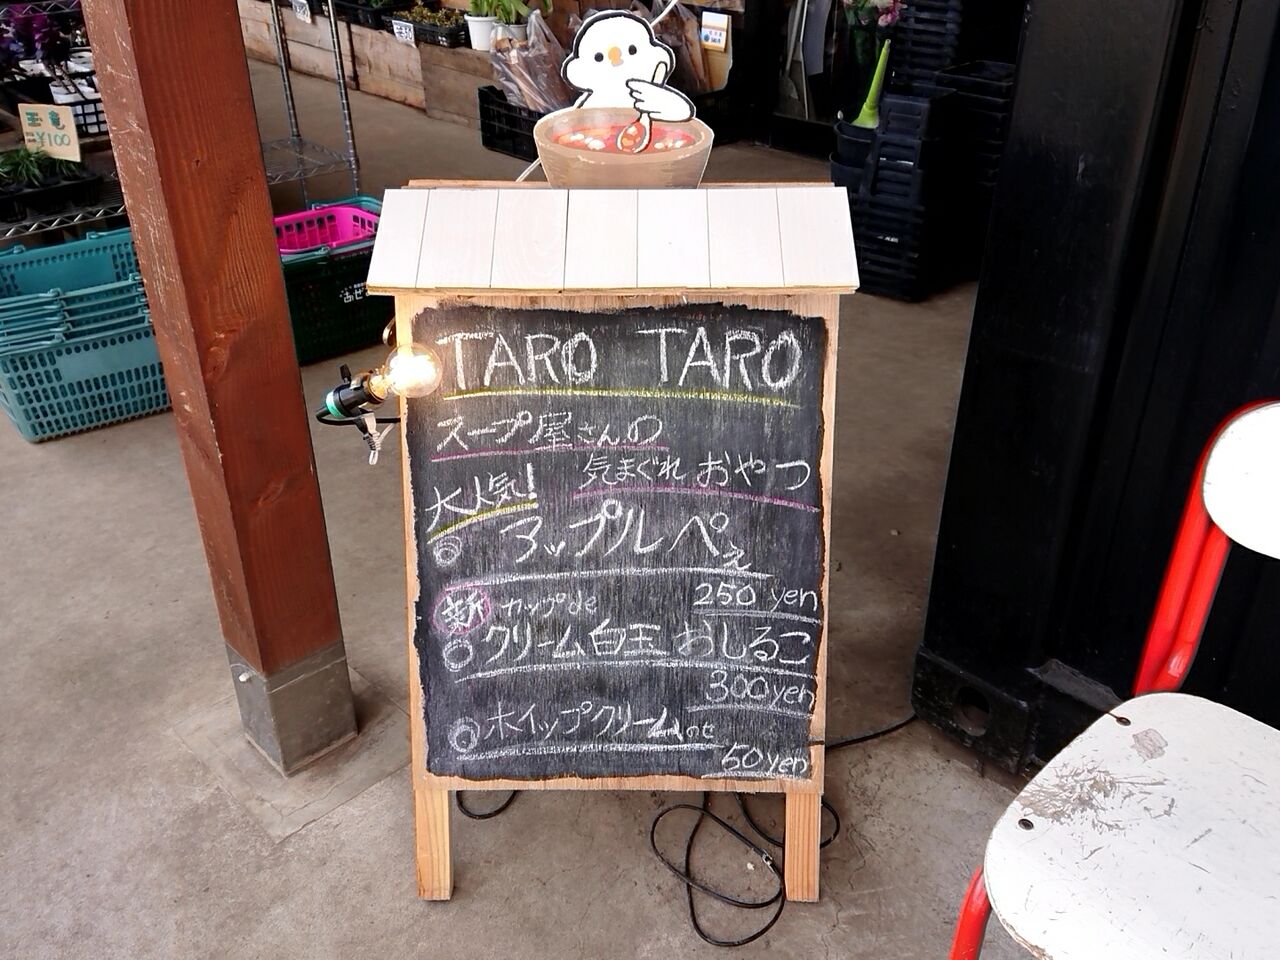 TARO TARO
スープ屋さんの
気まぐれおやつ
大人気!
アップルペぇ
250 yen
新 カップde
クリーム白玉おしるこ
300yen
ホイップクリームのせ
50yen
¥100